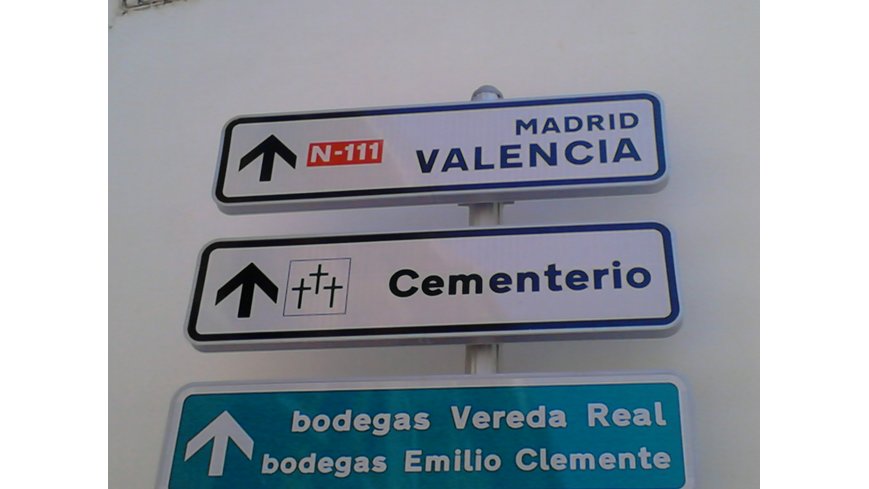 MADRID
N-111 VALENCIA
Cementerio
bodegas Vereda Real
bodegas Emilio Clemente